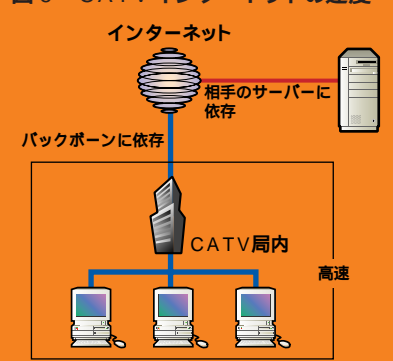 インターネット
相手のサーバーに
依存
バックボーンに依存
CATV局内
高速